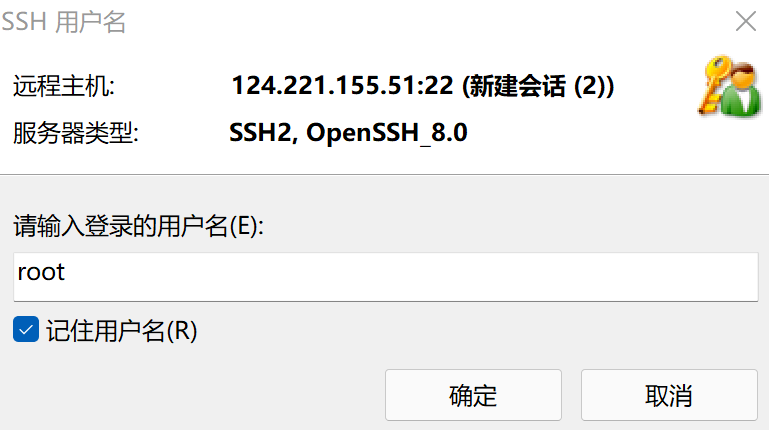 SSH 用户名
远程主机: 124.221.155.51:22 (新建会话 (2))
服务器类型: SSH2, OpenSSH_8.0
请输入登录的用户名(E):
root
记住用户名(R)
确定 取消